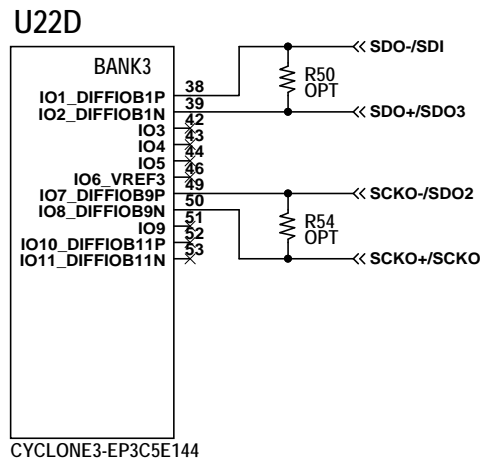 U22D
BANK3
IO1_DIFFIOB1P 38
IO2_DIFFIOB1N 39
IO3 42
IO4 43
IO5 44
IO6_VREF3 46
IO7_DIFFIOB9P 49
IO8_DIFFIOB9N 50
IO9 51
IO10_DIFFIOB11P 52
IO11_DIFFIOB11N 53
SDO-/SDI
R50
OPT
SDO+/SDO3
SCKO-/SDO2
R54
OPT
SCKO+/SCKO
CYCLONE3-EP3C5E144